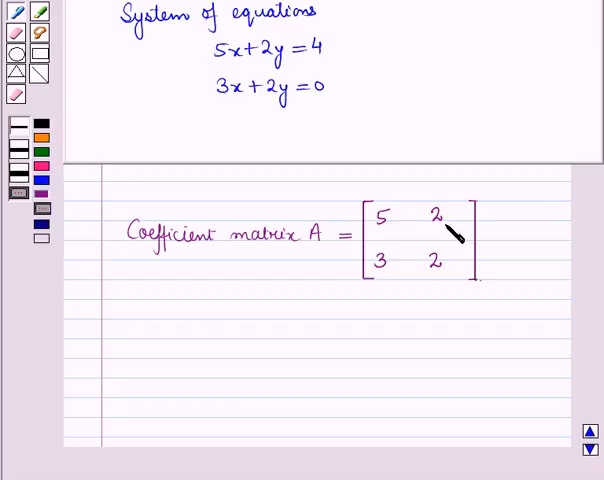 System of equations
5x+2y=4
3x+2y=0
Coefficient matrix A = [5 2
3 2]